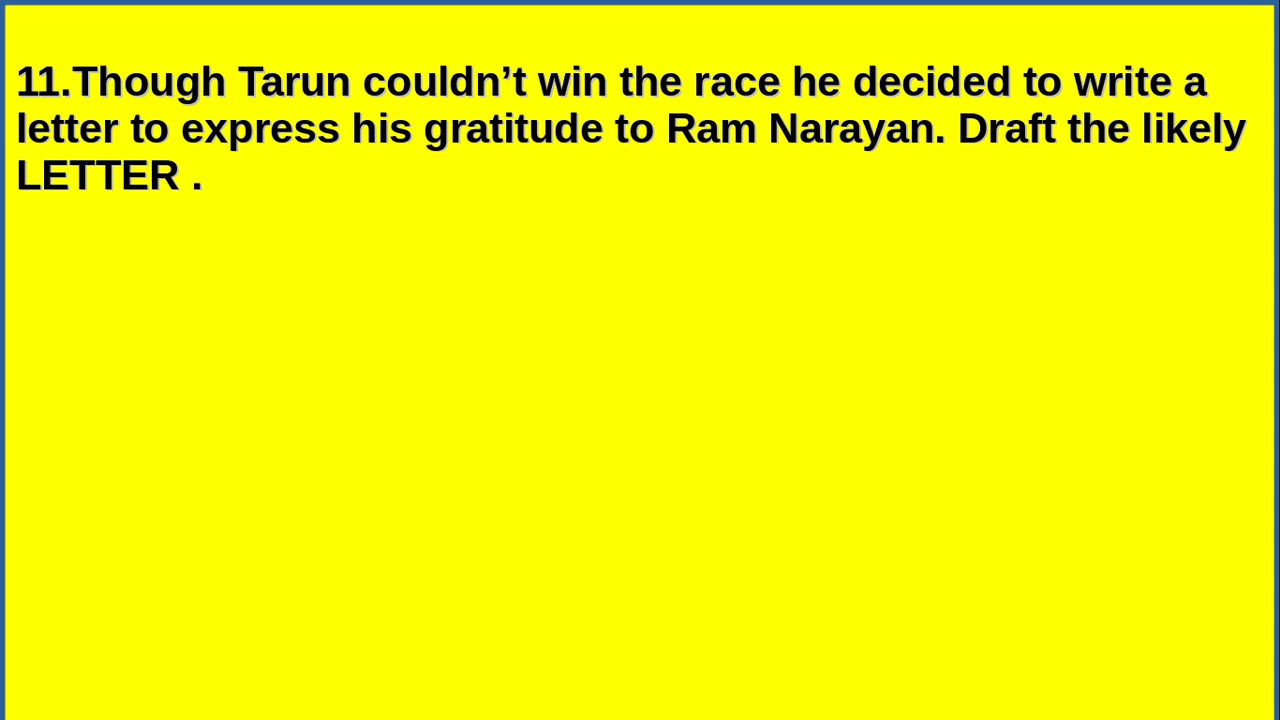 11.Though Tarun couldn’t win the race he decided to write a
letter to express his gratitude to Ram Narayan. Draft the likely
LETTER .